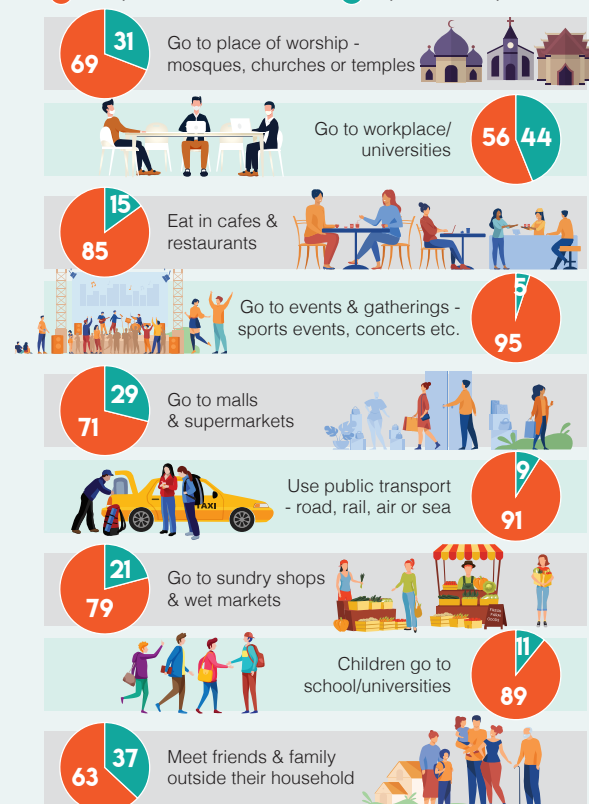 31
69
Go to place of worship -
mosques, churches or temples
Go to workplace/
universities
56 44
15
85
Eat in cafes &
restaurants
Go to events & gatherings -
sports events, concerts etc.
5
95
29
71
Go to malls
& supermarkets
TAXI
Use public transport
- road, rail, air or sea
9
91
21
79
Go to sundry shops
& wet markets
Children go to
school/universities
11
89
37
63
Meet friends & family
outside their household